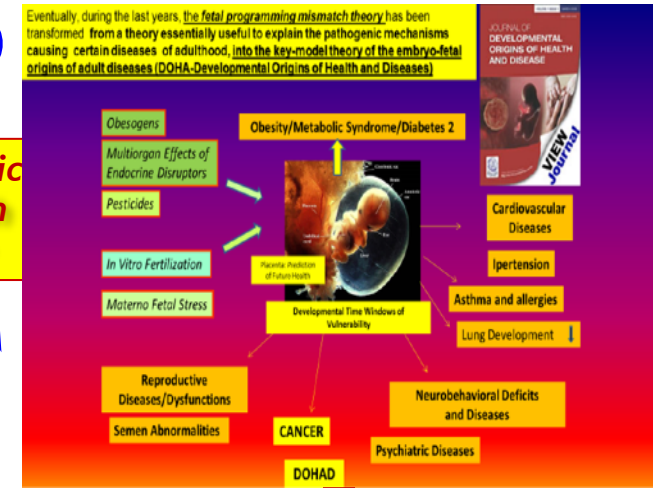 Eventually, during the last years, the fetal programming mismatch theory has been
transformed from a theory essentially useful to explain the pathogenic mechanisms
causing certain diseases of adulthood, into the key-model theory of the embryo-fetal
origins of adult diseases (DOHA-Developmental Origins of Health and Diseases)
JOURNAL OF
DEVELOPMENTAL
ORIGINS OF HEALTH
AND DISEASE
VIEW
Journal
ic
n
Obesogens
Multiorgan Effects of
Endocrine Disruptors
Pesticides
In Vitro Fertilization
Materno Fetal Stress
Obesity/Metabolic Syndrome/Diabetes 2
Placenta: Prediction
of Future Health
Developmental Time Windows of
Vulnerability
Cardiovascular
Diseases
Ipertension
Asthma and allergies
Lung Development
Reproductive
Diseases/Dysfunctions
Semen Abnormalities
CANCER
DOHAD
Neurobehavioral Deficits
and Diseases
Psychiatric Diseases